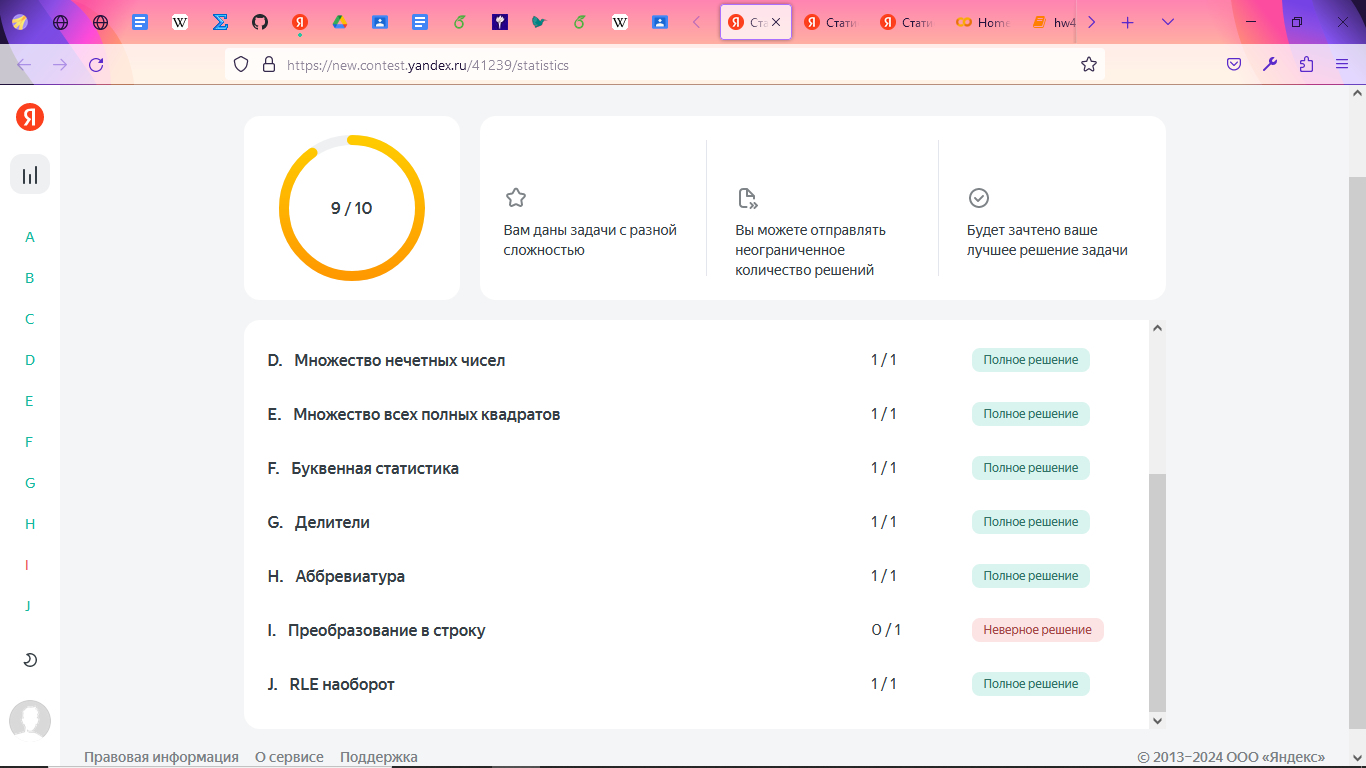 Ста
Стати
Стати
Home
hw4
https://new.contest.yandex.ru/41239/statistics
Я
A
B
C
D
E
F
G
H
I
J
9 / 10
Вам даны задачи с разной
сложностью
Вы можете отправлять
неограниченное
количество решений
Будет зачтено ваше
лучшее решение задачи
D. Множество нечетных чисел 1 / 1 Полное решение
E. Множество всех полных квадратов 1 / 1 Полное решение
F. Буквенная статистика 1 / 1 Полное решение
G. Делители 1 / 1 Полное решение
H. Аббревиатура 1 / 1 Полное решение
I. Преобразование в строку 0 / 1 Неверное решение
J. RLE наоборот 1 / 1 Полное решение
Правовая информация О сервисе Поддержка © 2013–2024 ООО «Яндекс»